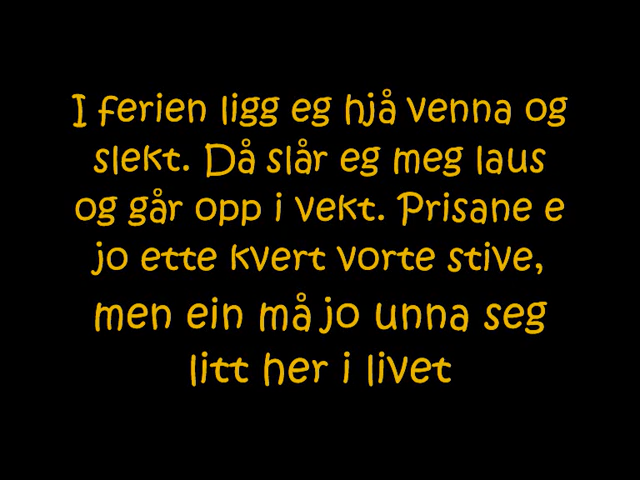 I ferien ligg eg hjå venna og
slekt. Då slår eg meg laus
og går opp i vekt. Prisane e
jo ette kvert vorte stive,
men ein må jo unna seg
litt her i livet